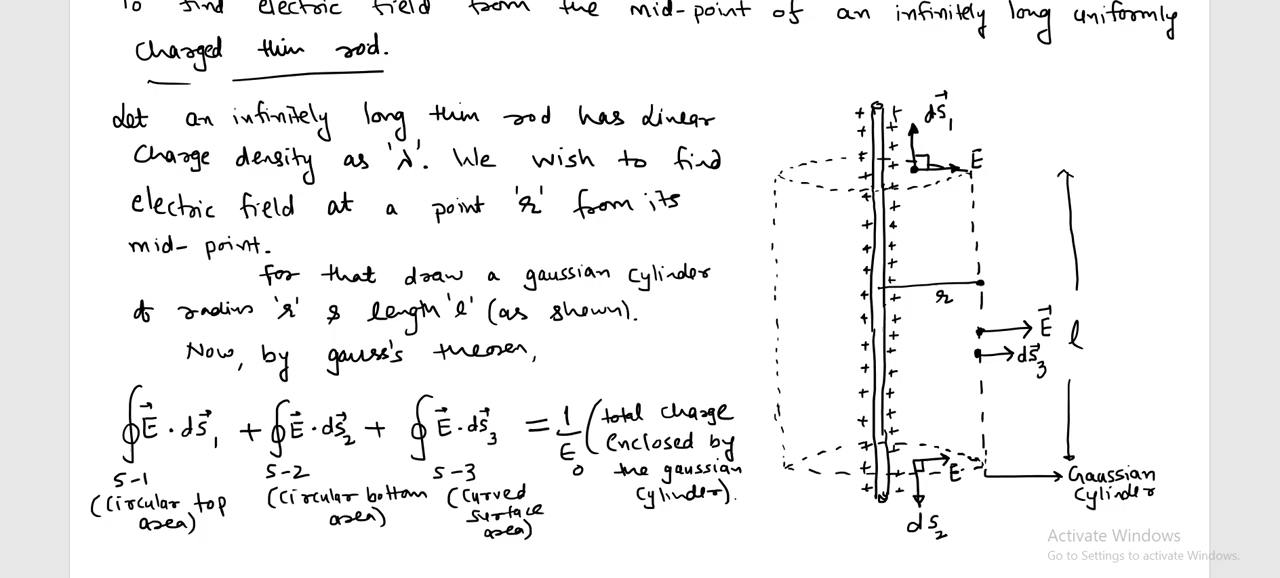 To find electric field from the mid-point of an infinitely long uniformly
charged thin rod.
Let an infinitely long thin rod has linear
charge density as 'λ'. We wish to find
electric field at a point 'r' from its
mid-point.
For that draw a gaussian cylinder
of radius 'r' & length 'l' (as shown).
Now, by gauss's theorem,
∮E⃗ · dS⃗₁ + ∮E⃗ · dS⃗₂ + ∮E⃗ · dS⃗₃ = 1/ε₀ (total charge enclosed by the gaussian cylinder).
S-1 S-2 S-3
(Circular top area) (Circular bottom area) (Curved surface area)
dS⃗₁
E
r
E⃗
l
dS⃗₃
E
Gaussian
Cylinder
dS₂
Activate Windows
Go to Settings to activate Windows.